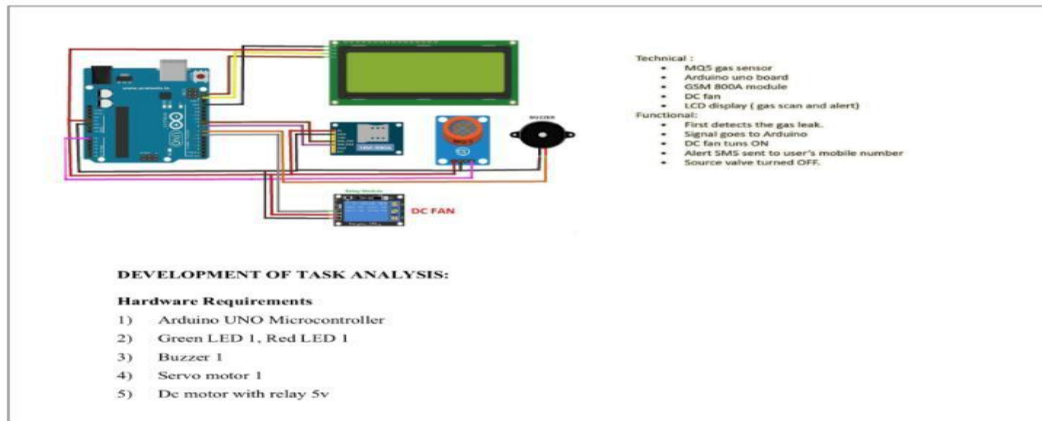 Technical :
• MQ5 gas sensor
• Arduino uno board
• GSM 800A module
• DC fan
• LCD display ( gas scan and alert)
Functional:
• First detects the gas leak.
• Signal goes to Arduino
• DC fan tuns ON
• Alert SMS sent to user's mobile number
• Source valve turned OFF.
BUZZER
Relay Module
DC FAN
DEVELOPMENT OF TASK ANALYSIS:
Hardware Requirements
1) Arduino UNO Microcontroller
2) Green LED 1, Red LED 1
3) Buzzer 1
4) Servo motor 1
5) Dc motor with relay 5v